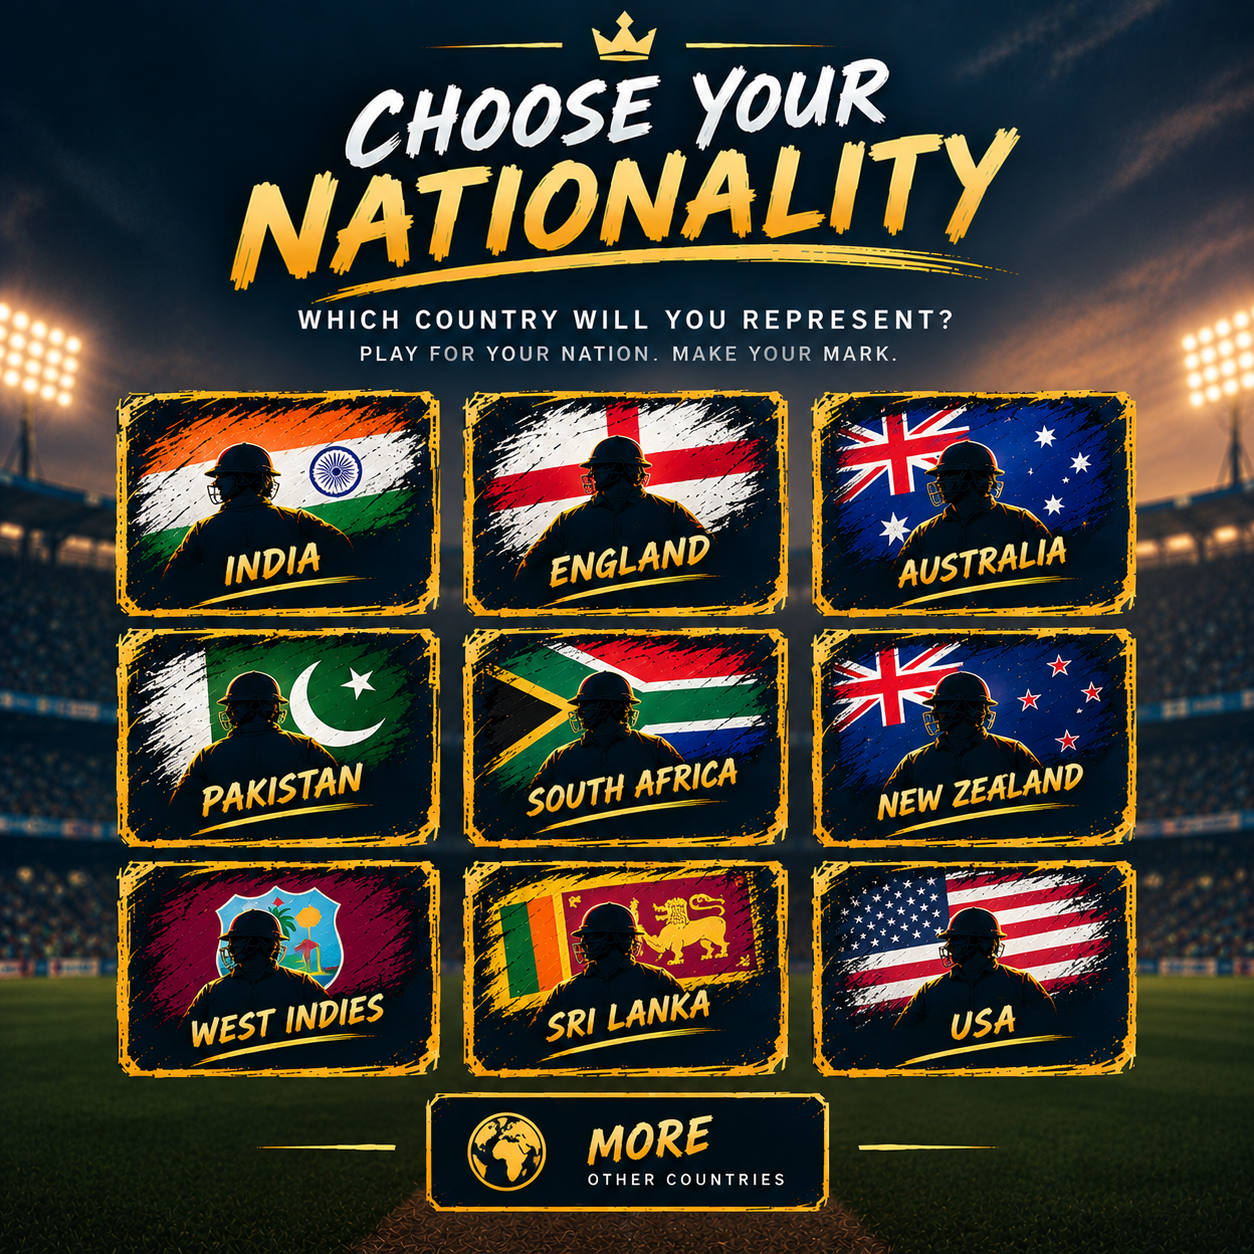 CHOOSE YOUR
NATIONALITY
WHICH COUNTRY WILL YOU REPRESENT?
PLAY FOR YOUR NATION. MAKE YOUR MARK.
INDIA
ENGLAND
AUSTRALIA
PAKISTAN
SOUTH AFRICA
NEW ZEALAND
WEST INDIES
SRI LANKA
USA
MORE
OTHER COUNTRIES